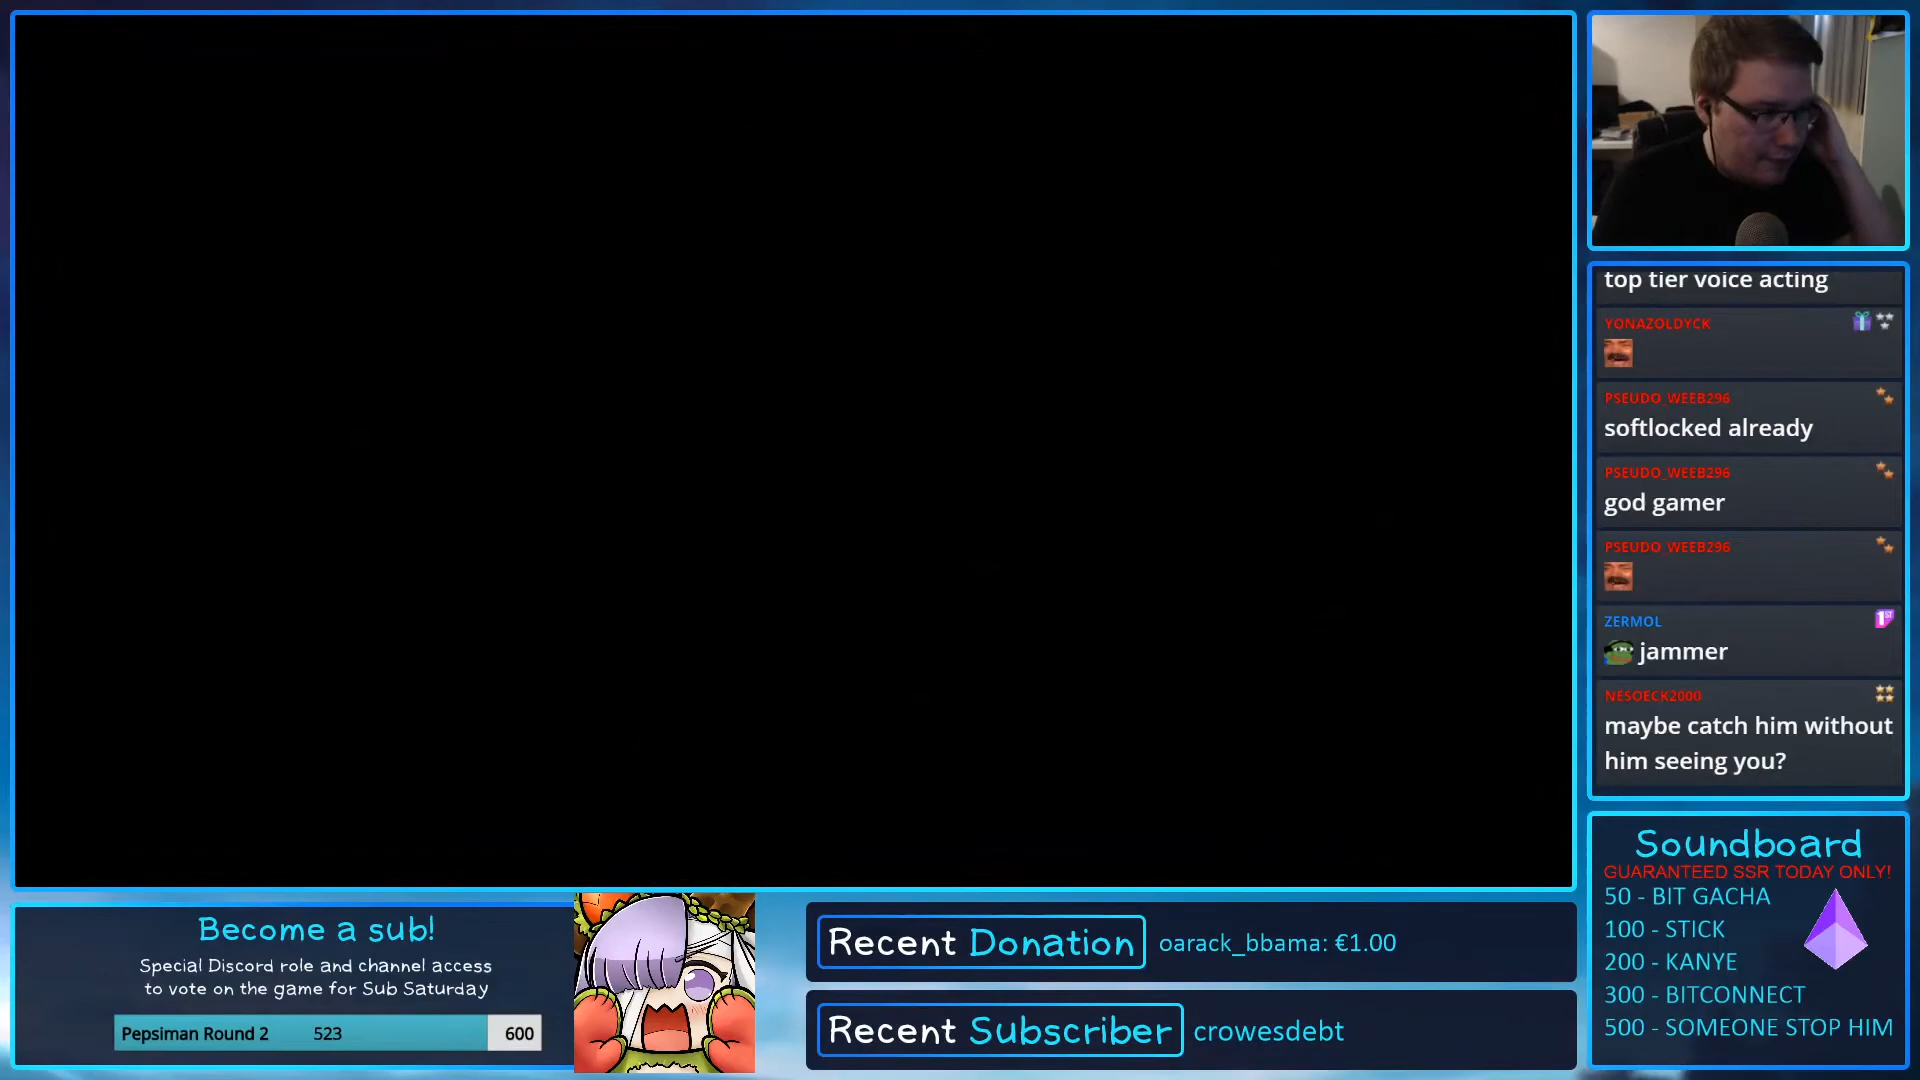 top tier voice acting
YONAZOLDYCK
PSEUDO_WEEB296
softlocked already
PSEUDO_WEEB296
god gamer
PSEUDO_WEEB296
ZERMOL
1ST
jammer
NESOECK2000
maybe catch him without
him seeing you?
Soundboard
GUARANTEED SSR TODAY ONLY!
50 - BIT GACHA
100 - STICK
200 - KANYE
300 - BITCONNECT
500 - SOMEONE STOP HIM
Become a sub!
Special Discord role and channel access
to vote on the game for Sub Saturday
Pepsiman Round 2 523 600
Recent Donation oarack_bbama: €1.00
Recent Subscriber crowesdebt